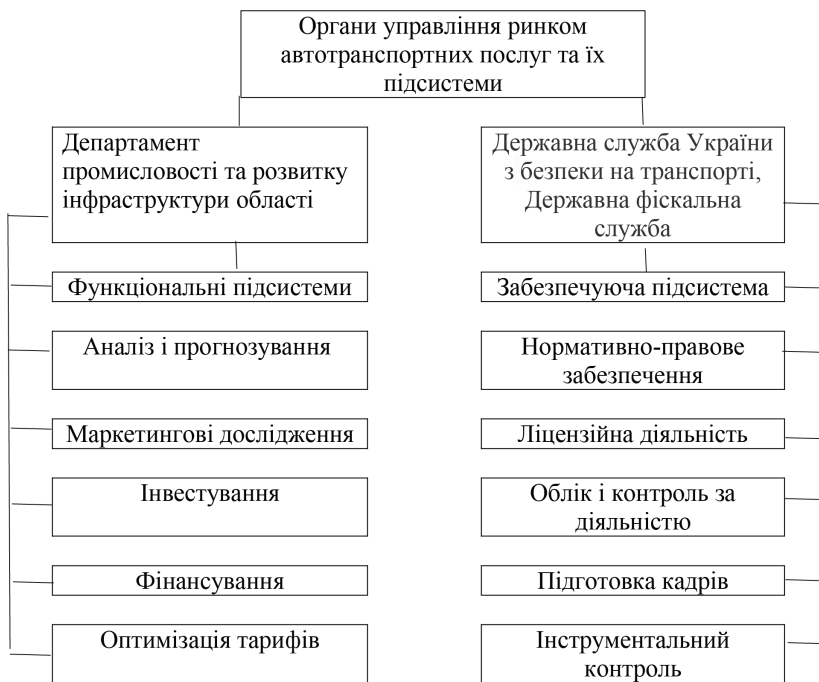 Органи управління ринком
автотранспортних послуг та їх
підсистеми
Департамент
промисловості та розвитку
інфраструктури області
Державна служба України
з безпеки на транспорті,
Державна фіскальна
служба
Функціональні підсистеми
Забезпечуюча підсистема
Аналіз і прогнозування
Нормативно-правове
забезпечення
Маркетингові дослідження
Ліцензійна діяльність
Інвестування
Облік і контроль за
діяльністю
Фінансування
Підготовка кадрів
Оптимізація тарифів
Інструментальний
контроль